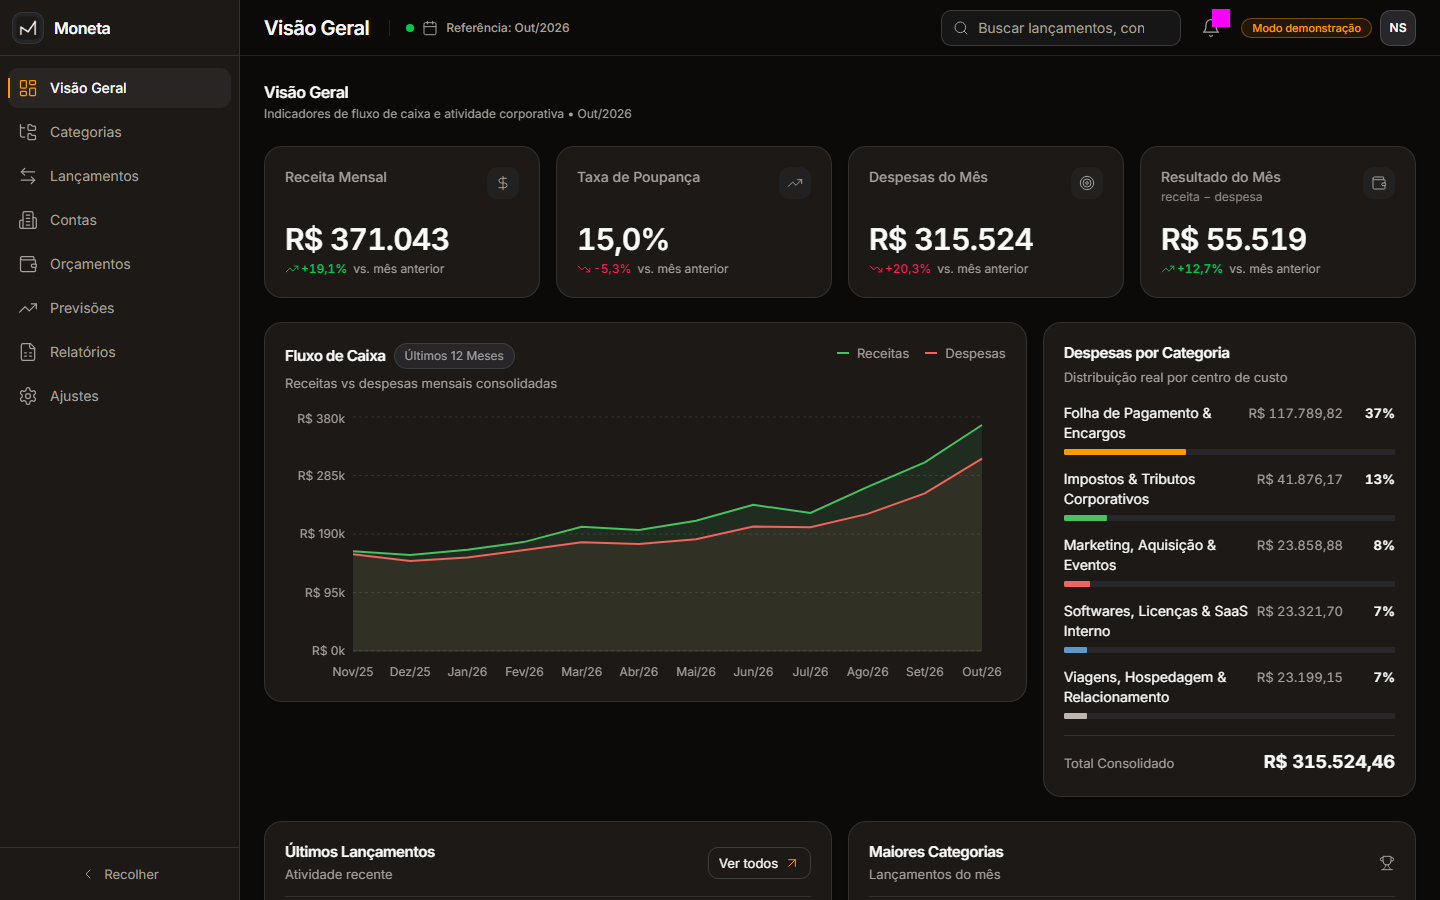 Moneta
Visão Geral
Categorias
Lançamentos
Contas
Orçamentos
Previsões
Relatórios
Ajustes
Recolher
Visão Geral
Referência: Out/2026
Buscar lançamentos, con
Modo demonstração
NS
Visão Geral
Indicadores de fluxo de caixa e atividade corporativa • Out/2026
Receita Mensal
R$ 371.043
+19,1% vs. mês anterior
Taxa de Poupança
15,0%
-5,3% vs. mês anterior
Despesas do Mês
R$ 315.524
+20,3% vs. mês anterior
Resultado do Mês
receita – despesa
R$ 55.519
+12,7% vs. mês anterior
Fluxo de Caixa Últimos 12 Meses
Receitas vs despesas mensais consolidadas
Receitas Despesas
R$ 380k
R$ 285k
R$ 190k
R$ 95k
R$ 0k
Nov/25 Dez/25 Jan/26 Fev/26 Mar/26 Abr/26 Mai/26 Jun/26 Jul/26 Ago/26 Set/26 Out/26
Despesas por Categoria
Distribuição real por centro de custo
Folha de Pagamento & R$ 117.789,82 37%
Encargos
Impostos & Tributos R$ 41.876,17 13%
Corporativos
Marketing, Aquisição & R$ 23.858,88 8%
Eventos
Softwares, Licenças & SaaS R$ 23.321,70 7%
Interno
Viagens, Hospedagem & R$ 23.199,15 7%
Relacionamento
Total Consolidado R$ 315.524,46
Últimos Lançamentos
Atividade recente
Ver todos
Maiores Categorias
Lançamentos do mês